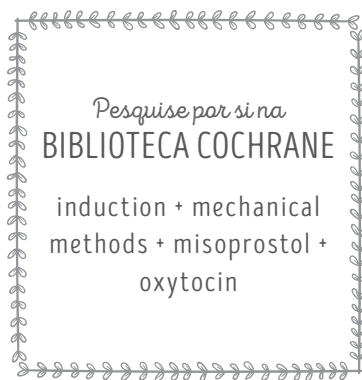 Pesquise por si na
BIBLIOTECA COCHRANE
induction + mechanical
methods + misoprostol +
oxytocin